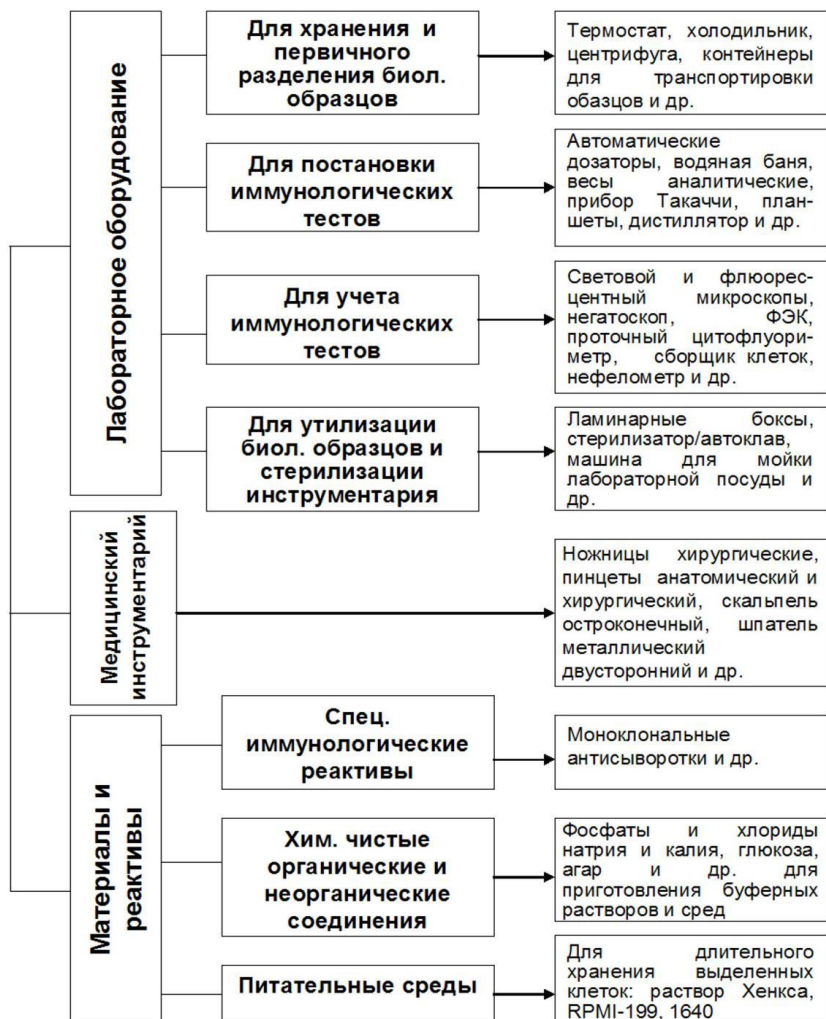 Лабораторное оборудование
Для хранения и
первичного
разделения биол.
образцов
Термостат, холодильник,
центрифуга, контейнеры
для транспортировки
обазцов и др.
Для постановки
иммунологических
тестов
Автоматические
дозаторы, водяная баня,
весы аналитические,
прибор Такаччи, план-
шеты, дистиллятор и др.
Для учета
иммунологических
тестов
Световой и флюорес-
центный микроскопы,
негатоскоп, ФЭК,
проточный цитофлуори-
метр, сборщик клеток,
нефелометр и др.
Для утилизации
биол. образцов и
стерилизации
инструментария
Ламинарные боксы,
стерилизатор/автоклав,
машина для мойки
лабораторной посуды и
др.
Медицинский
инструментарий
Ножницы хирургические,
пинцеты анатомический и
хирургический, скальпель
остроконечный, шпатель
металлический
двусторонний и др.
Материалы и
реактивы
Спец.
иммунологические
реактивы
Моноклональные
антисыворотки и др.
Хим. чистые
органические и
неорганические
соединения
Фосфаты и хлориды
натрия и калия, глюкоза,
агар и др. для
приготовления буферных
растворов и сред
Питательные среды
Для длительного
хранения выделенных
клеток: раствор Хенкса,
RPMI-199, 1640